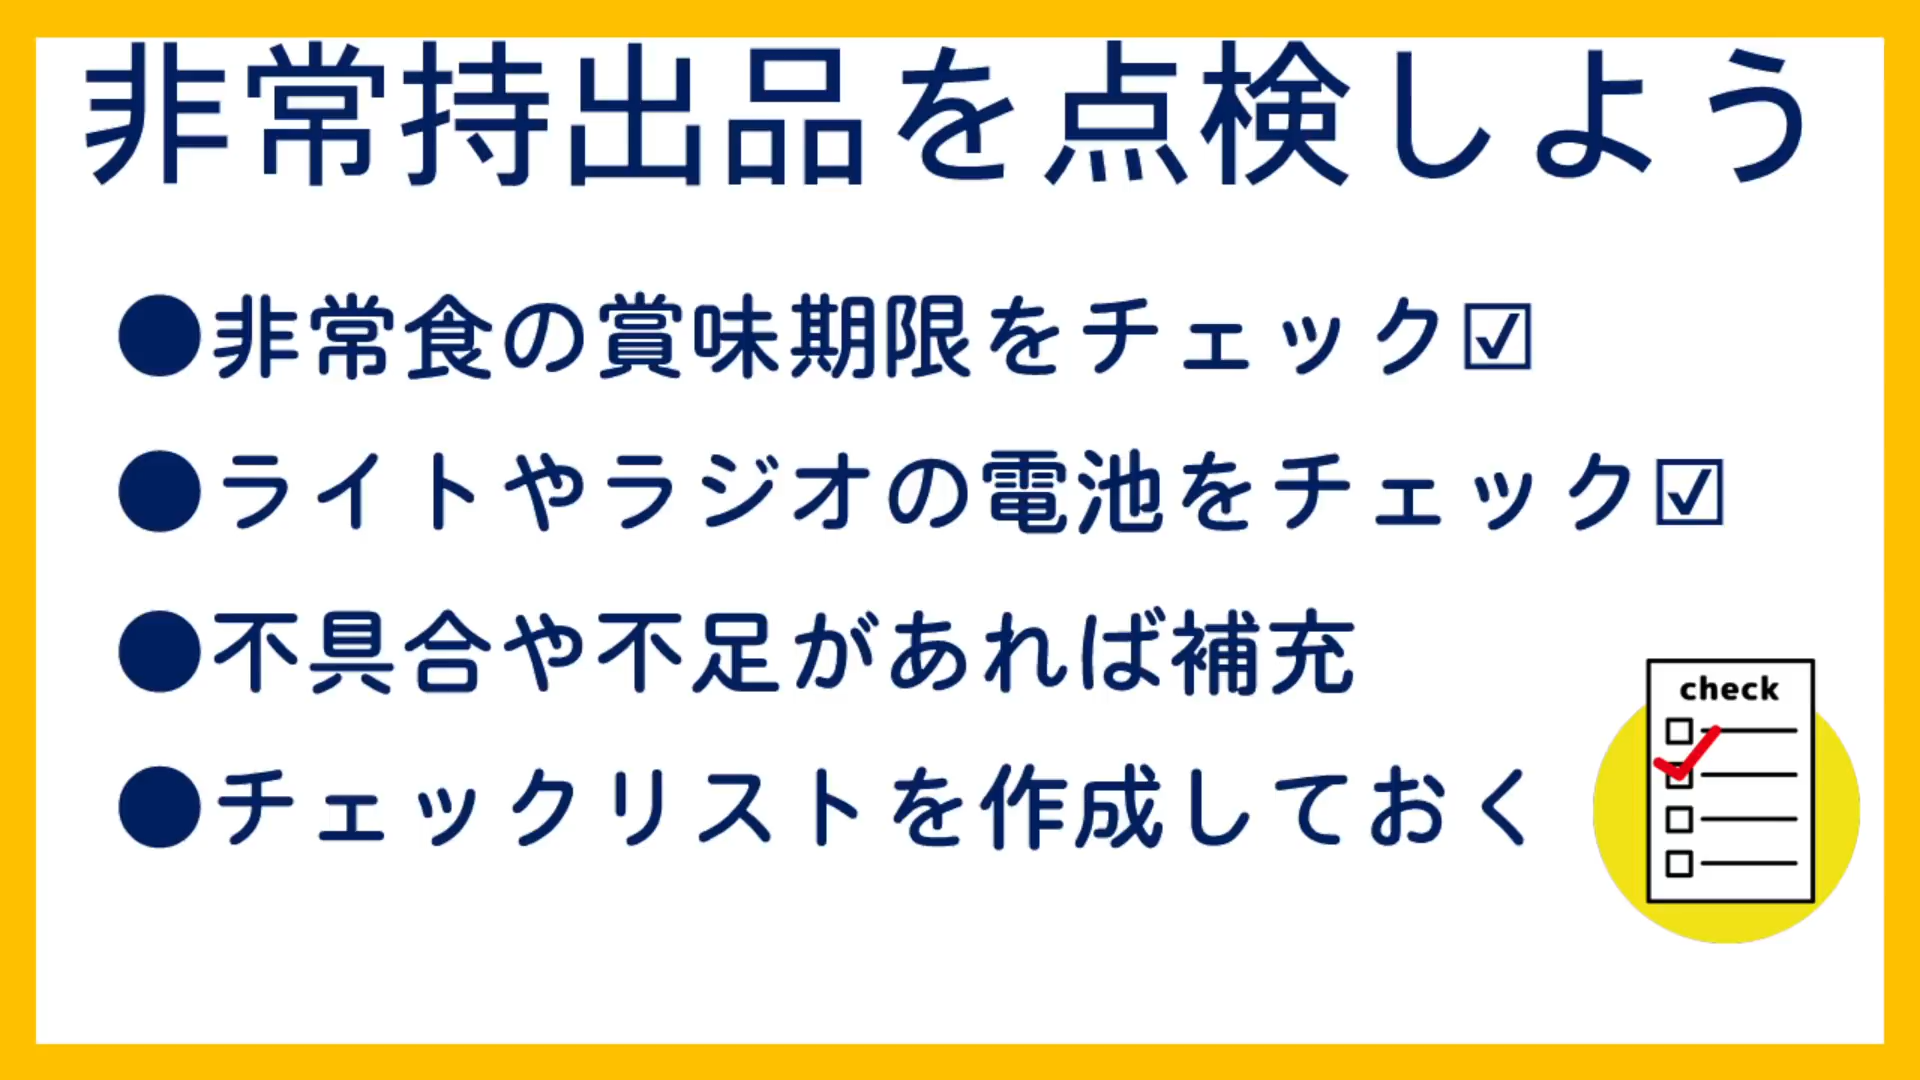 非常持出品を点検しよう
●非常食の賞味期限をチェック☑
●ライトやラジオの電池をチェック☑
●不具合や不足があれば補充
●チェックリストを作成しておく
check